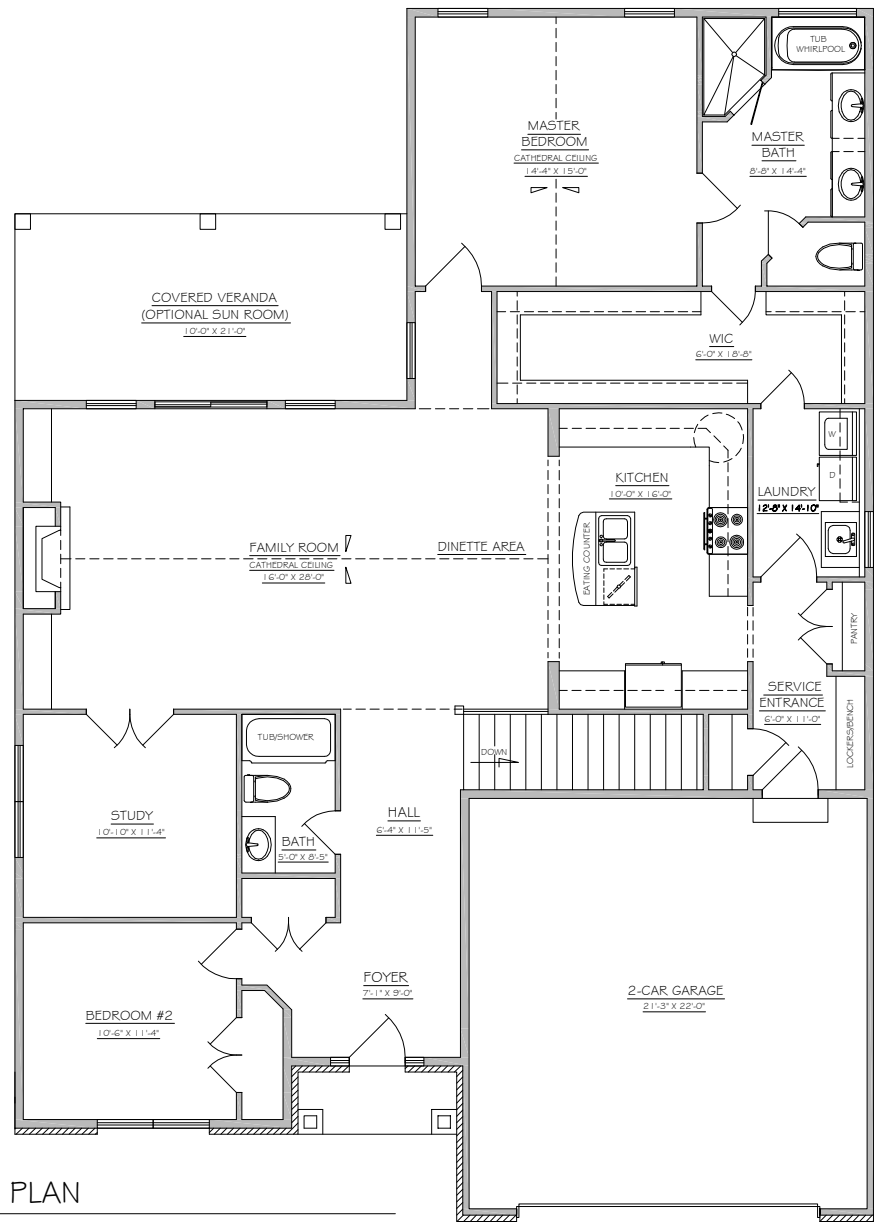 TUB
WHIRLPOOL
MASTER
BEDROOM
CATHEDRAL CEILING
14'-4" X 15'-0"
MASTER
BATH
8'-8" X 14'-4"
COVERED VERANDA
(OPTIONAL SUN ROOM)
10'-0" X 21'-0"
WIC
6'-0" X 18'-8"
W
D
KITCHEN
10'-0" X 16'-0"
LAUNDRY
12'-8" X 14'-10"
EATING COUNTER
FAMILY ROOM
CATHEDRAL CEILING
16'-0" X 28'-0"
DINETTE AREA
PANTRY
SERVICE
ENTRANCE
6'-0" X 11'-0"
LOCKERS/BENCH
TUB/SHOWER
DOWN
STUDY
10'-10" X 11'-4"
HALL
6'-4" X 11'-5"
BATH
5'-0" X 8'-5"
FOYER
7'-1" X 9'-0"
2-CAR GARAGE
21'-3" X 22'-0"
BEDROOM #2
10'-6" X 11'-4"
PLAN